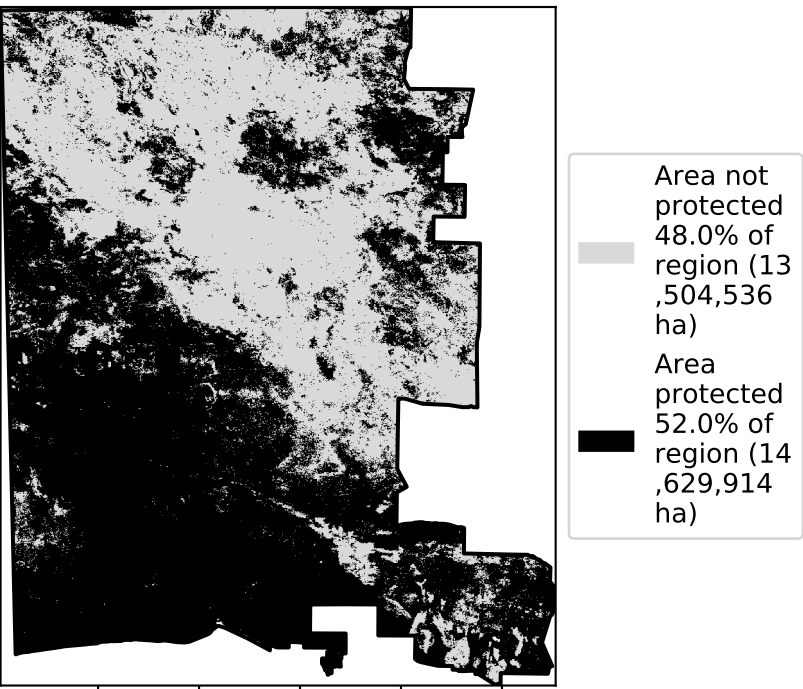 Area not
protected
48.0% of
region (13
,504,536
ha)
Area
protected
52.0% of
region (14
,629,914
ha)